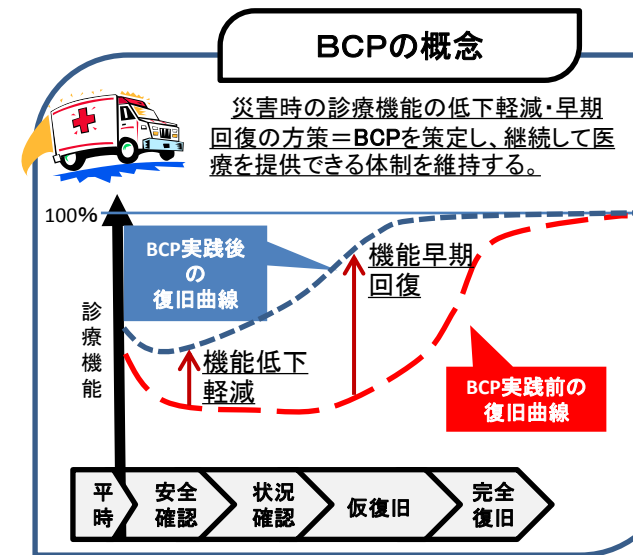 BCPの概念
災害時の診療機能の低下軽減・早期
回復の方策＝BCPを策定し、継続して医
療を提供できる体制を維持する。
100%
BCP実践後
の
復旧曲線
機能早期
回復
診療機能
機能低下
軽減
BCP実践前の
復旧曲線
平時
安全
確認
状況
確認
仮復旧
完全
復旧